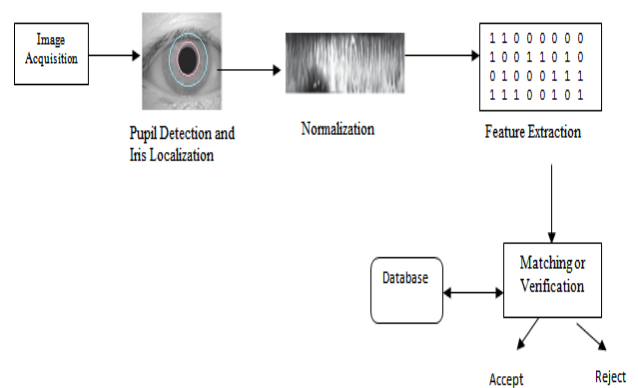 Image
Acquisition
Pupil Detection and
Iris Localization
Normalization
1 1 0 0 0 0 0 0
1 0 0 1 1 0 1 0
0 1 0 0 0 1 1 1
1 1 1 0 0 1 0 1
Feature Extraction
Matching or
Verification
Database
Accept
Reject